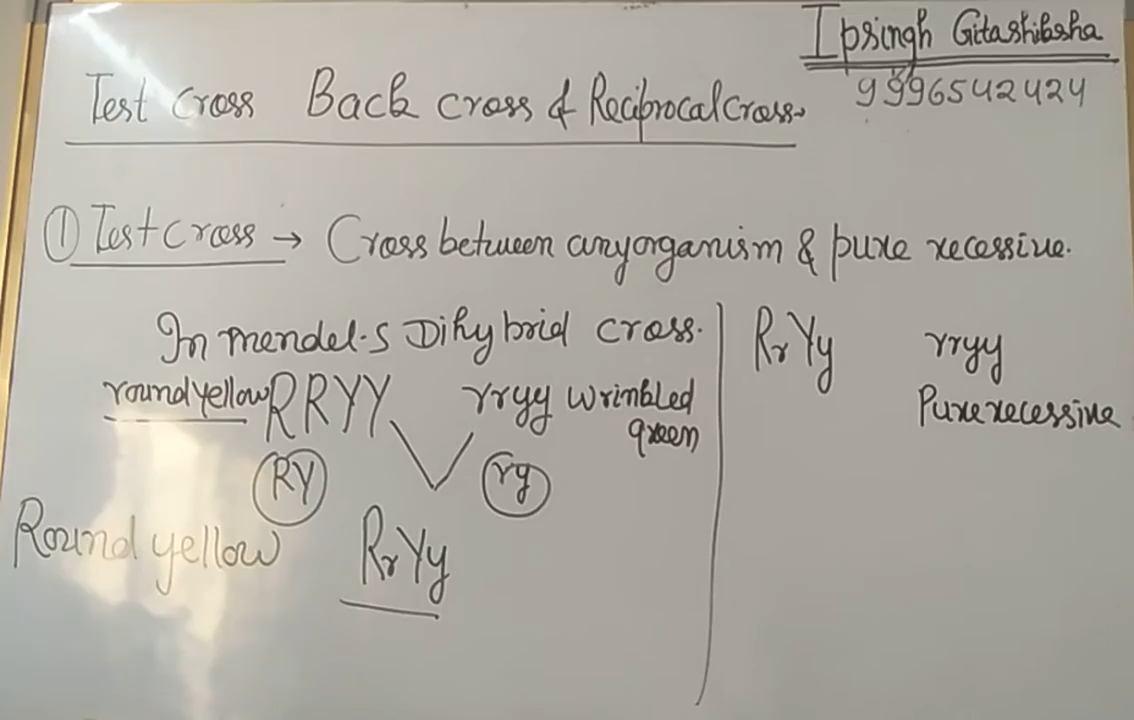 Ipsingh Gitashiksha
9996542424
Test Cross Back cross & Reciprocal Cross
① Test Cross → Cross between any organism & pure recessive.
In mendel.s Dihybrid cross.
round yellow RRYY rryy wrinkled green
RY ry
Round yellow RrYy
RrYy rryy
Pure recessive